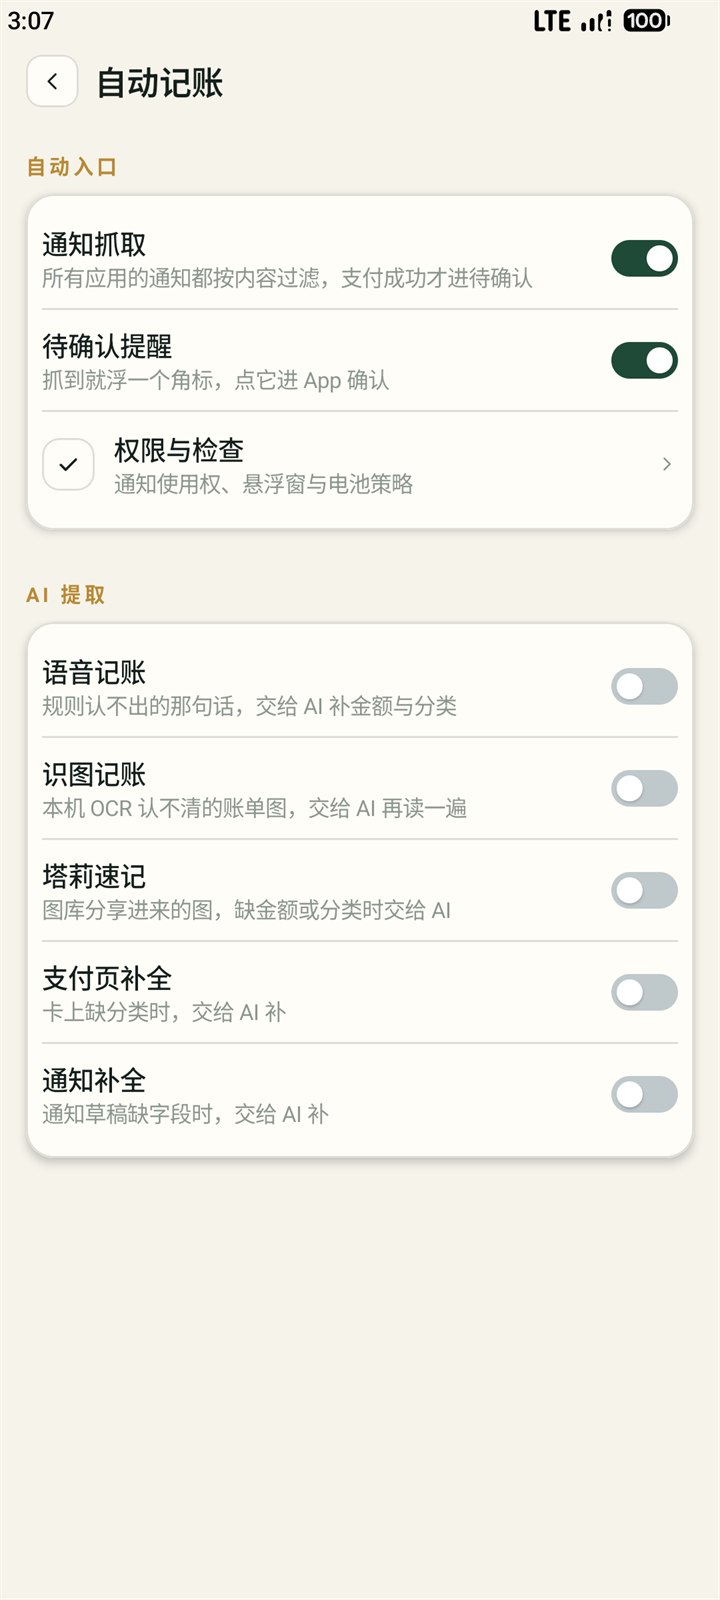 3:07
LTE
100
自动记账
自动入口
通知抓取
所有应用的通知都按内容过滤，支付成功才进待确认
待确认提醒
抓到就浮一个角标，点它进 App 确认
权限与检查
通知使用权、悬浮窗与电池策略
AI 提取
语音记账
规则认不出的那句话，交给 AI 补金额与分类
识图记账
本机 OCR 认不清的账单图，交给 AI 再读一遍
塔莉速记
图库分享进来的图，缺金额或分类时交给 AI
支付页补全
卡上缺分类时，交给 AI 补
通知补全
通知草稿缺字段时，交给 AI 补